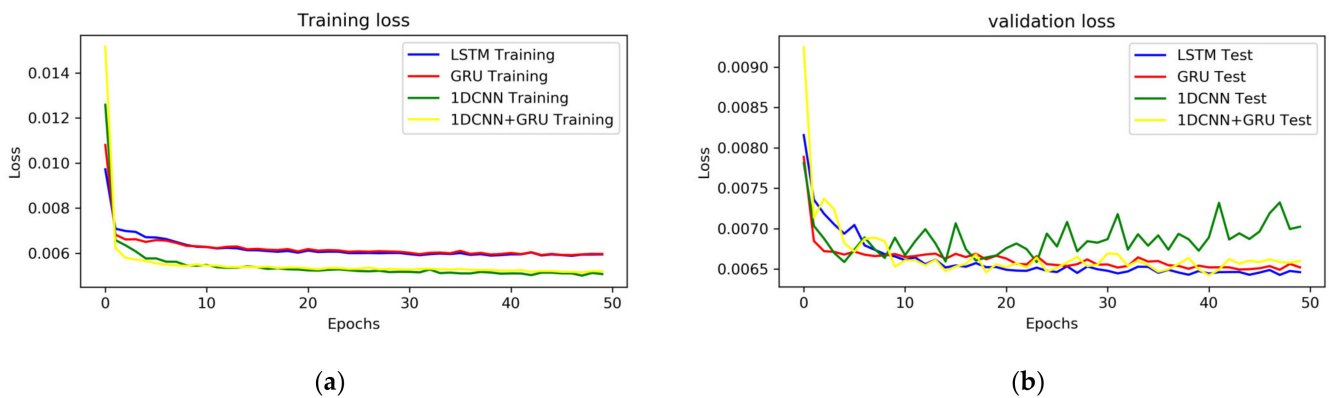 Training loss
LSTM Training
GRU Training
1DCNN Training
1DCNN+GRU Training
0.014
0.012
0.010
0.008
0.006
Loss
0
10
20
30
40
50
Epochs
(a)
validation loss
LSTM Test
GRU Test
1DCNN Test
1DCNN+GRU Test
0.0090
0.0085
0.0080
0.0075
0.0070
0.0065
Loss
0
10
20
30
40
50
Epochs
(b)